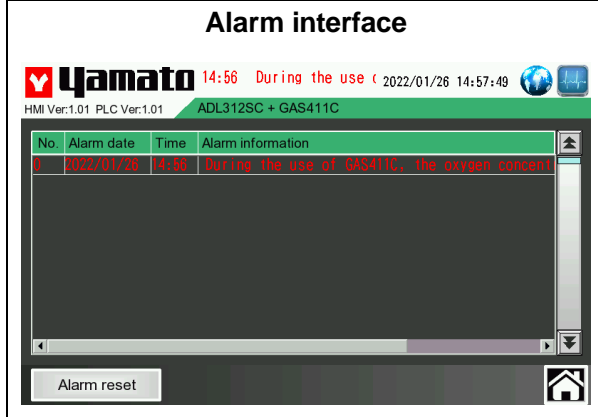 Alarm interface
Yamato 14:56 During the use 2022/01/26 14:57:49
HMI Ver:1.01 PLC Ver:1.01 ADL312SC + GAS411C
No. Alarm date Time Alarm information
0 2022/01/26 14:56 During the use of GAS411C, the oxygen concent
Alarm reset